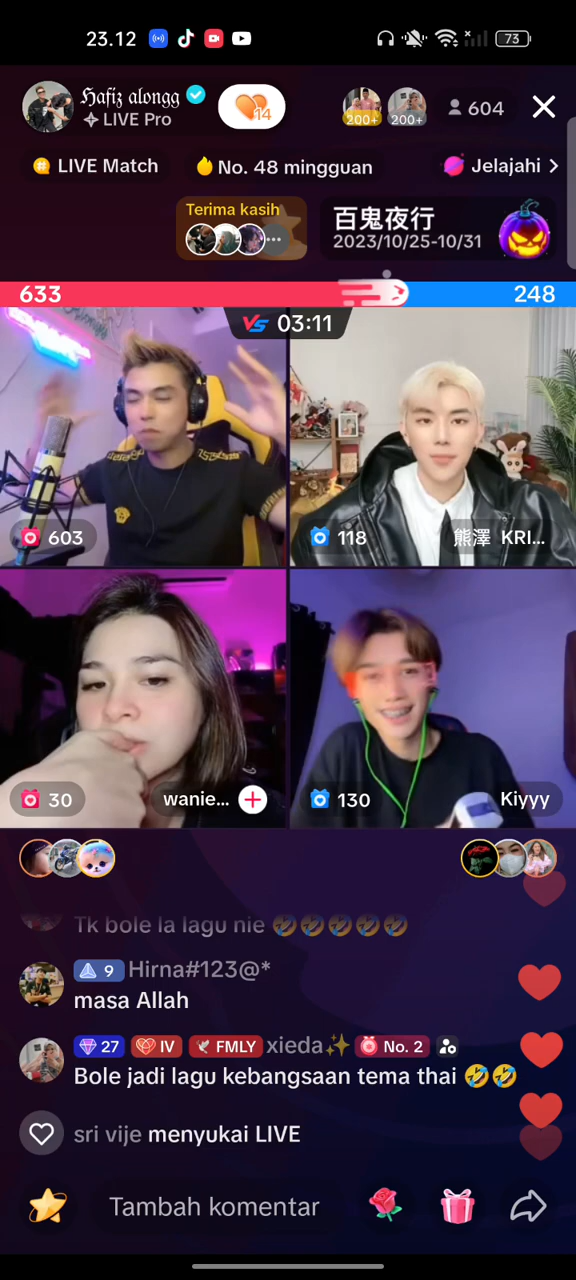 23.12
73
Hafiz alongg
LIVE Pro
14
200+
200+
604
LIVE Match
No. 48 mingguan
Jelajahi
Terima kasih
百鬼夜行
2023/10/25-10/31
633
248
VS 03:11
603
118
熊澤 KRI...
30
wanie...
130
Kiyyy
Tk bole la lagu nie 🤣🤣🤣🤣🤣
9 Hirna#123@*
masa Allah
27 IV FMLY xieda✨ No. 2
Bole jadi lagu kebangsaan tema thai 🤣🤣
sri vije menyukai LIVE
Tambah komentar